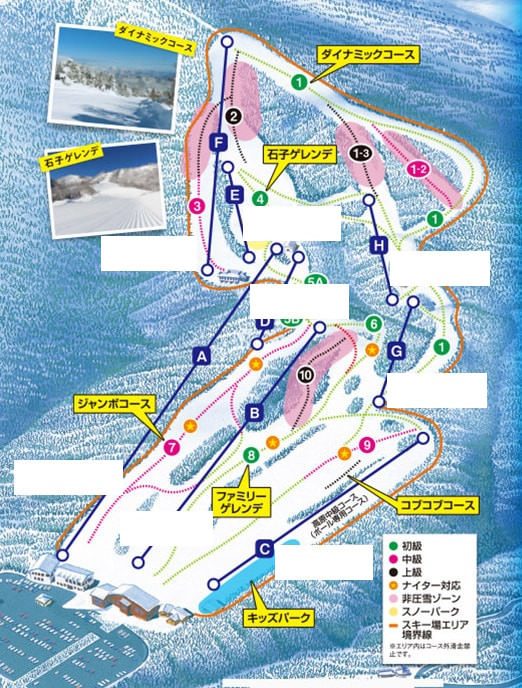 ダイナミックコース
ダイナミックコース
1
2
石子ゲレンデ
石子ゲレンデ
F
1-3
1-2
E
4
3
1
H
5A
D
5B
6
A
G
1
10
ジャンボコース
B
7
8
9
ファミリー
ゲレンデ
コブコブコース
高原中級コース
(ポール専用コース)
C
キッズパーク
初級
中級
上級
ナイター対応
非圧雪ゾーン
スノーパーク
スキー場エリア
境界線
※エリア内はコース外滑走禁
止です。